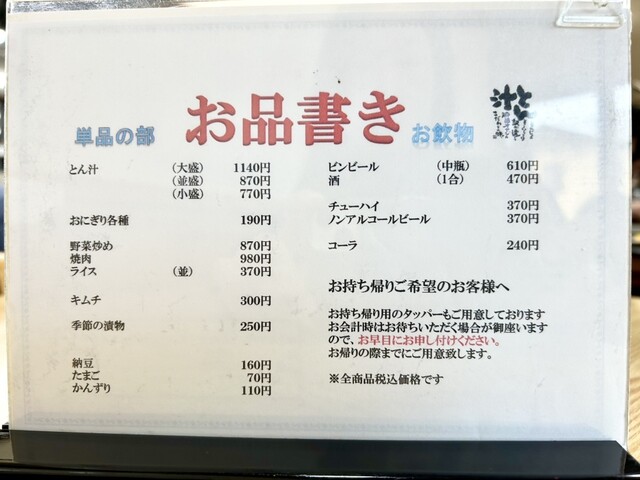 お品書き
単品の部
とん汁 (大盛) 1140円
(並盛) 870円
(小盛) 770円
おにぎり各種 190円
野菜炒め 870円
焼肉 980円
ライス (並) 370円
キムチ 300円
季節の漬物 250円
納豆 160円
たまご 70円
かんずり 110円
お飲物
ビンビール (中瓶) 610円
酒 (1合) 470円
チューハイ 370円
ノンアルコールビール 370円
コーラ 240円
お持ち帰りご希望のお客様へ
お持ち帰り用のタッパーもご用意しております
お会計時はお待ちいただく場合が御座います
ので、お早目にお申し付けください。
お帰りの際までにご用意致します。
※全商品税込価格です